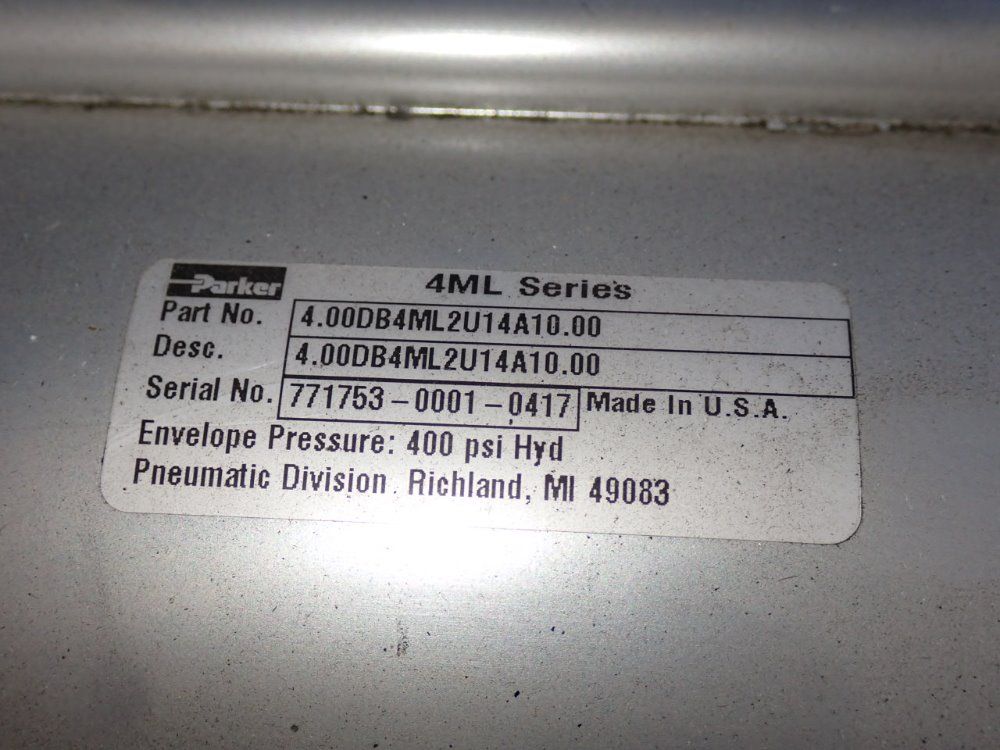 Parker 4ML Series
Part No. 4.00DB4ML2U14A10.00
Desc. 4.00DB4ML2U14A10.00
Serial No. 771753-0001-0417 Made In U.S.A.
Envelope Pressure: 400 psi Hyd
Pneumatic Division Richland, MI 49083